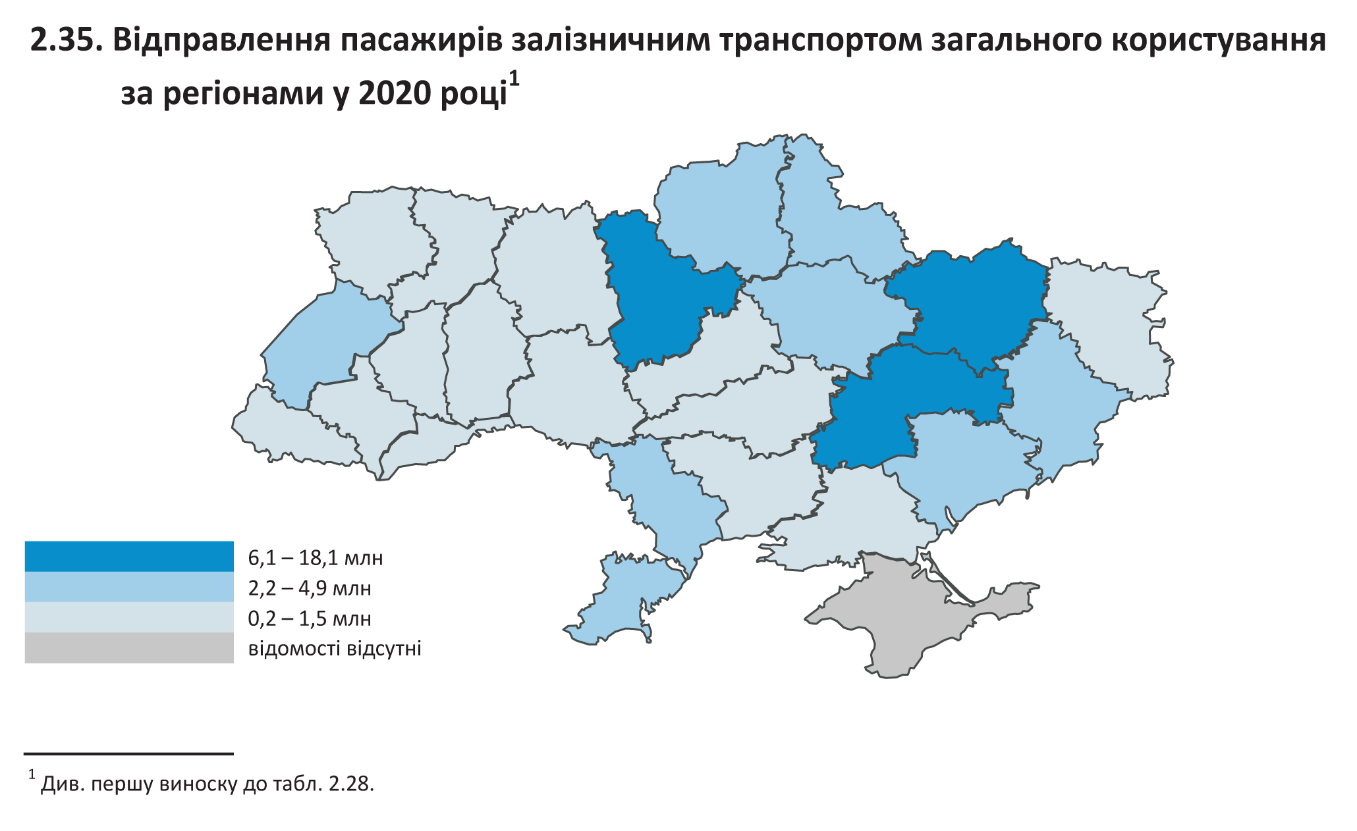 2.35. Відправлення пасажирів залізничним транспортом загального користування
за регіонами у 2020 році¹
6,1 – 18,1 млн
2,2 – 4,9 млн
0,2 – 1,5 млн
відомості відсутні
¹ Див. першу виноску до табл. 2.28.